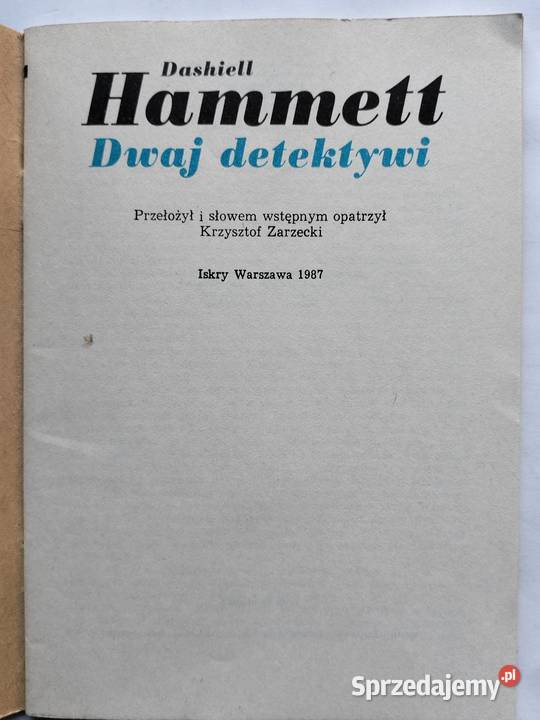 Dashiell
Hammett
Dwaj detektywi
Przełożył i słowem wstępnym opatrzył
Krzysztof Zarzecki
Iskry Warszawa 1987
Sprzedajemy.pl